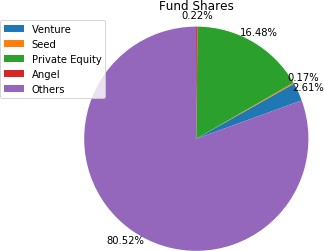 Fund Shares
0.22%
Venture
Seed
Private Equity
Angel
Others
16.48%
0.17%
2.61%
80.52%